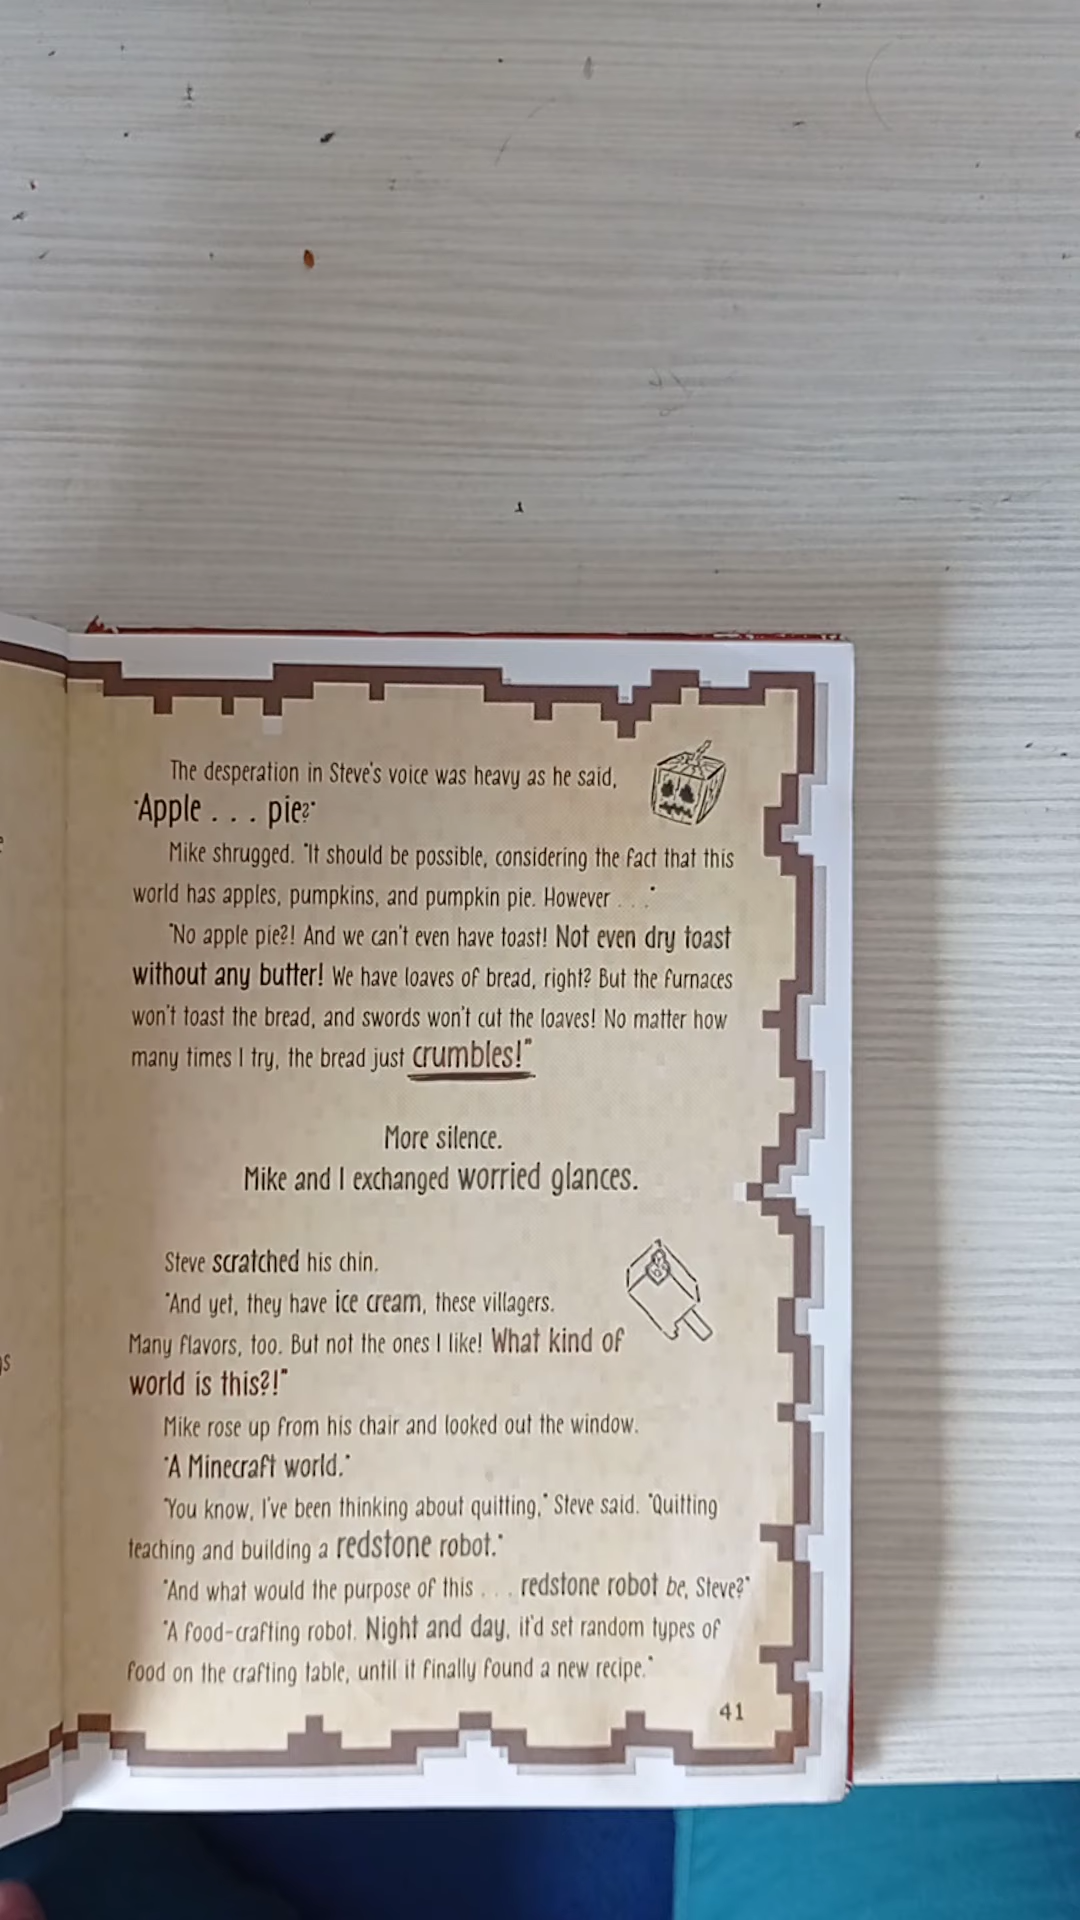 The desperation in Steve's voice was heavy as he said,
"Apple . . . pie?"
Mike shrugged. "It should be possible, considering the fact that this
world has apples, pumpkins, and pumpkin pie. However . . ."
"No apple pie?! And we can't even have toast! Not even dry toast
without any butter! We have loaves of bread, right? But the furnaces
won't toast the bread, and swords won't cut the loaves! No matter how
many times I try, the bread just crumbles!"
More silence.
Mike and I exchanged worried glances.
Steve scratched his chin.
"And yet, they have ice cream, these villagers.
Many flavors, too. But not the ones I like! What kind of
world is this?!"
Mike rose up from his chair and looked out the window.
"A Minecraft world."
"You know, I've been thinking about quitting," Steve said. "Quitting
teaching and building a redstone robot."
"And what would the purpose of this . . . redstone robot be, Steve?"
"A food-crafting robot. Night and day, it'd set random types of
food on the crafting table, until it finally found a new recipe."
41